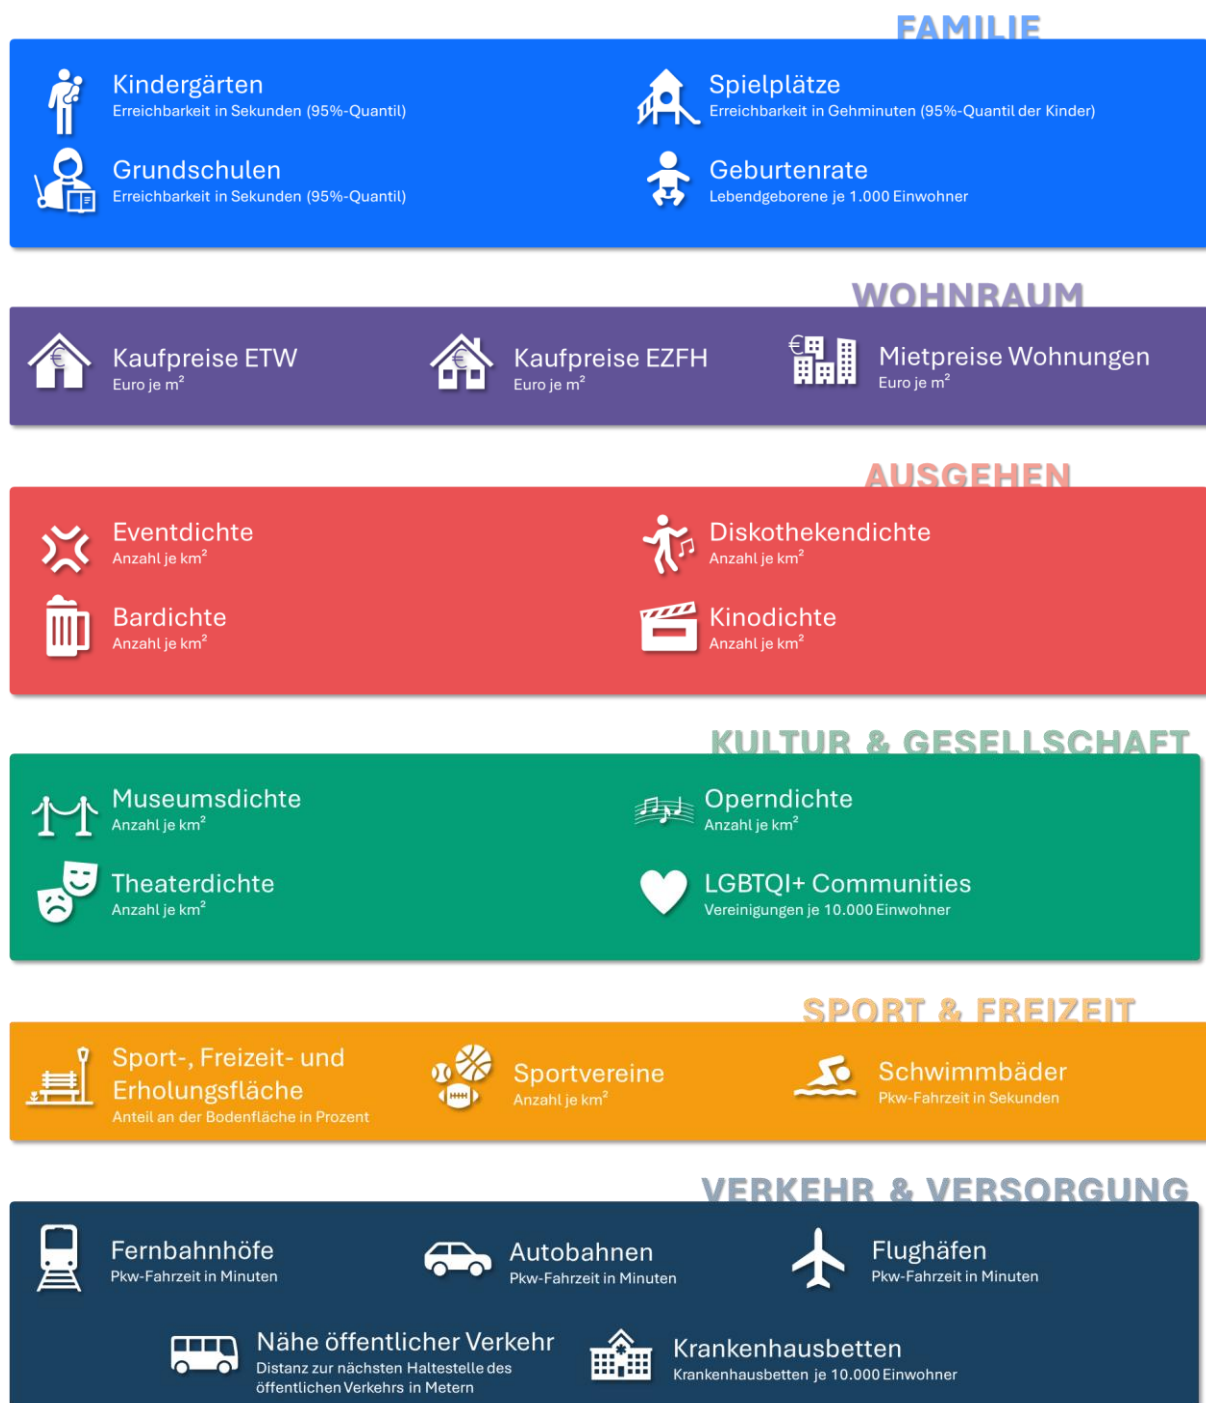 FAMILIE
Kindergärten
Erreichbarkeit in Sekunden (95%-Quantil)
Spielplätze
Erreichbarkeit in Gehminuten (95%-Quantil der Kinder)
Grundschulen
Erreichbarkeit in Sekunden (95%-Quantil)
Geburtenrate
Lebendgeborene je 1.000 Einwohner
WOHNRAUM
Kaufpreise ETW
Euro je m²
Kaufpreise EZFH
Euro je m²
€
Mietpreise Wohnungen
Euro je m²
AUSGEHEN
Eventdichte
Anzahl je km²
Diskothekendichte
Anzahl je km²
Bardichte
Anzahl je km²
Kinodichte
Anzahl je km²
KULTUR & GESELLSCHAFT
Museumsdichte
Anzahl je km²
Operndichte
Anzahl je km²
Theaterdichte
Anzahl je km²
LGBTQI+ Communities
Vereinigungen je 10.000 Einwohner
SPORT & FREIZEIT
Sport-, Freizeit- und
Erholungsfläche
Anteil an der Bodenfläche in Prozent
Sportvereine
Anzahl je km²
Schwimmbäder
Pkw-Fahrzeit in Sekunden
VERKEHR & VERSORGUNG
Fernbahnhöfe
Pkw-Fahrzeit in Minuten
Autobahnen
Pkw-Fahrzeit in Minuten
Flughäfen
Pkw-Fahrzeit in Minuten
Nähe öffentlicher Verkehr
Distanz zur nächsten Haltestelle des
öffentlichen Verkehrs in Metern
Krankenhausbetten
Krankenhausbetten je 10.000 Einwohner